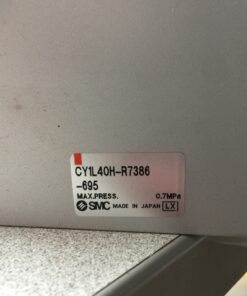 CY1L40H-R7386
-695
MAX.PRESS. 0.7MPa
SMC MADE IN JAPAN LX